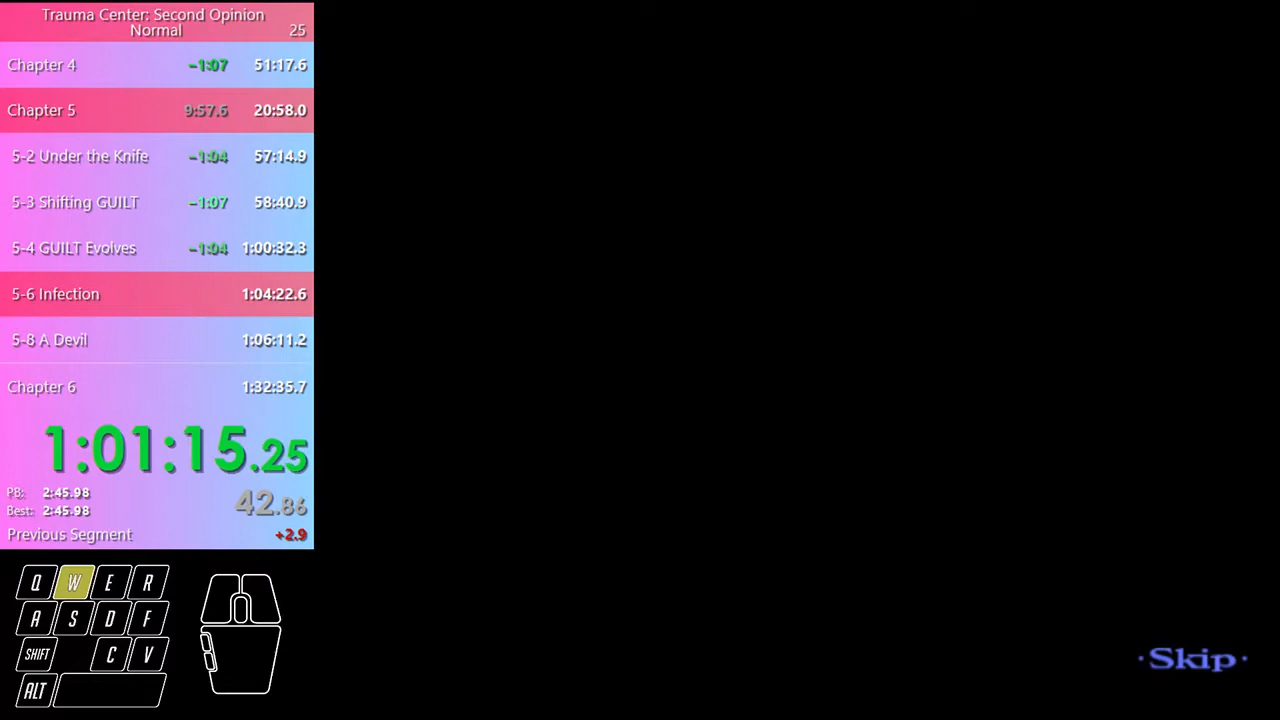 Trauma Center: Second Opinion
Normal 25
Chapter 4 -1:07 51:17.6
Chapter 5 9:57.6 20:58.0
5-2 Under the Knife -1:04 57:14.9
5-3 Shifting GUILT -1:07 58:40.9
5-4 GUILT Evolves -1:04 1:00:32.3
5-6 Infection 1:04:22.6
5-8 A Devil 1:06:11.2
Chapter 6 1:32:35.7
1:01:15.25
PB: 2:45.98
42.86
Best: 2:45.98
Previous Segment +2.9
Q W E R
A S D F
SHIFT C V
ALT
·Skip·